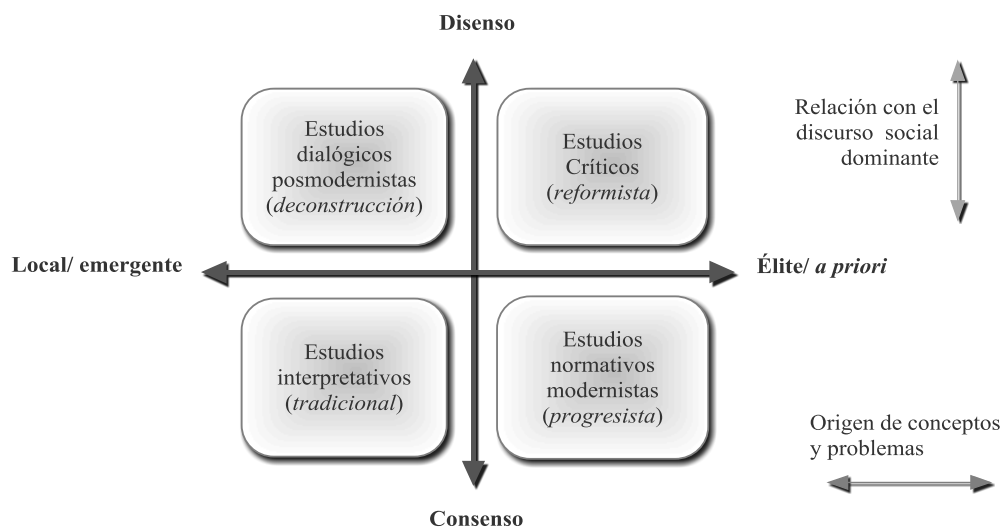 Disenso
Estudios
dialógicos
posmodernistas
(deconstrucción)
Estudios
Críticos
(reformista)
Relación con el
discurso social
dominante
Local/ emergente
Élite/ a priori
Estudios
interpretativos
(tradicional)
Estudios
normativos
modernistas
(progresista)
Origen de conceptos
y problemas
Consenso